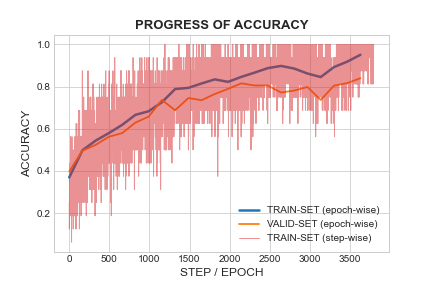 PROGRESS OF ACCURACY
1.0
0.8
0.6
0.4
0.2
ACCURACY
TRAIN-SET (epoch-wise)
VALID-SET (epoch-wise)
TRAIN-SET (step-wise)
0 500 1000 1500 2000 2500 3000 3500
STEP / EPOCH